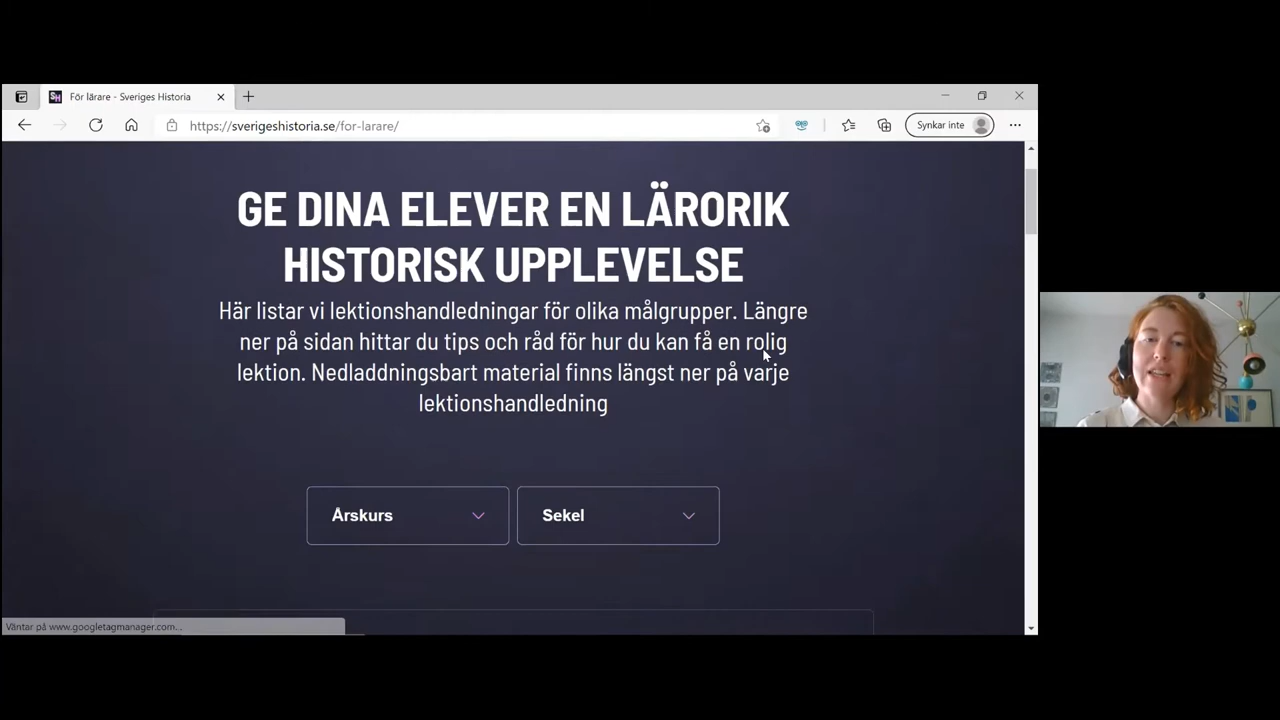 För lärare - Sveriges Historia
https://sverigeshistoria.se/for-larare/
Synkar inte
GE DINA ELEVER EN LÄRORIK
HISTORISK UPPLEVELSE
Här listar vi lektionshandledningar för olika målgrupper. Längre
ner på sidan hittar du tips och råd för hur du kan få en rolig
lektion. Nedladdningsbart material finns längst ner på varje
lektionshandledning
Årskurs
Sekel
Väntar på www.googletagmanager.com...